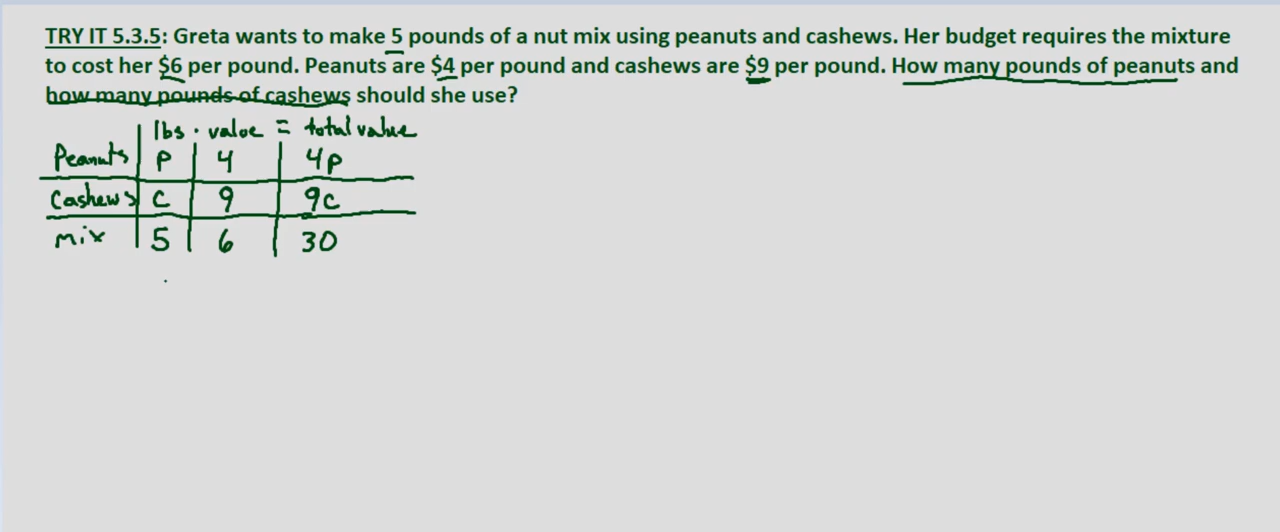 TRY IT 5.3.5: Greta wants to make 5 pounds of a nut mix using peanuts and cashews. Her budget requires the mixture
to cost her $6 per pound. Peanuts are $4 per pound and cashews are $9 per pound. How many pounds of peanuts and
how many pounds of cashews should she use?
lbs · value = total value
Peanuts P 4 4p
Cashews C 9 9c
Mix 5 6 30